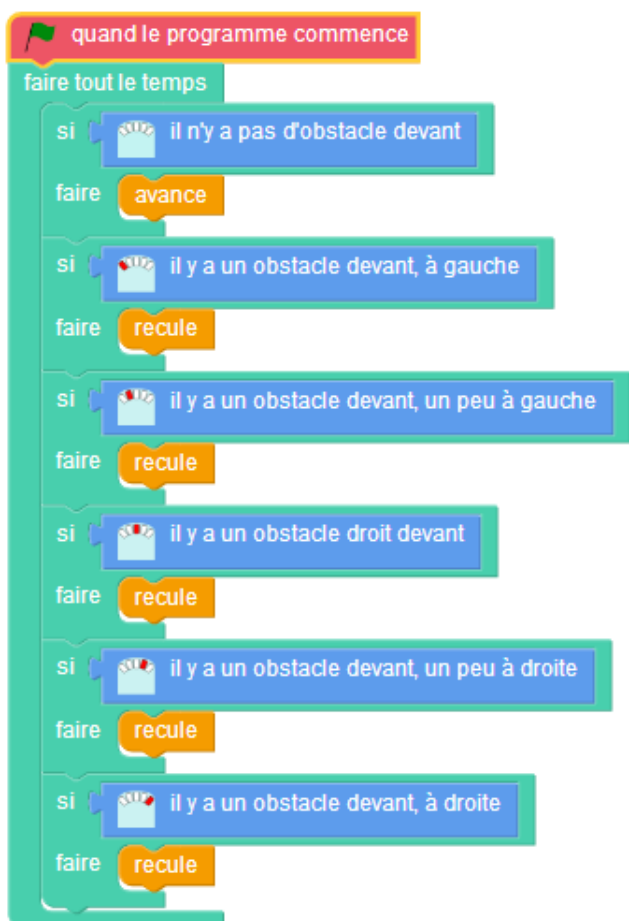 quand le programme commence
faire tout le temps
si il n'y a pas d'obstacle devant
faire avance
si il y a un obstacle devant, à gauche
faire recule
si il y a un obstacle devant, un peu à gauche
faire recule
si il y a un obstacle droit devant
faire recule
si il y a un obstacle devant, un peu à droite
faire recule
si il y a un obstacle devant, à droite
faire recule